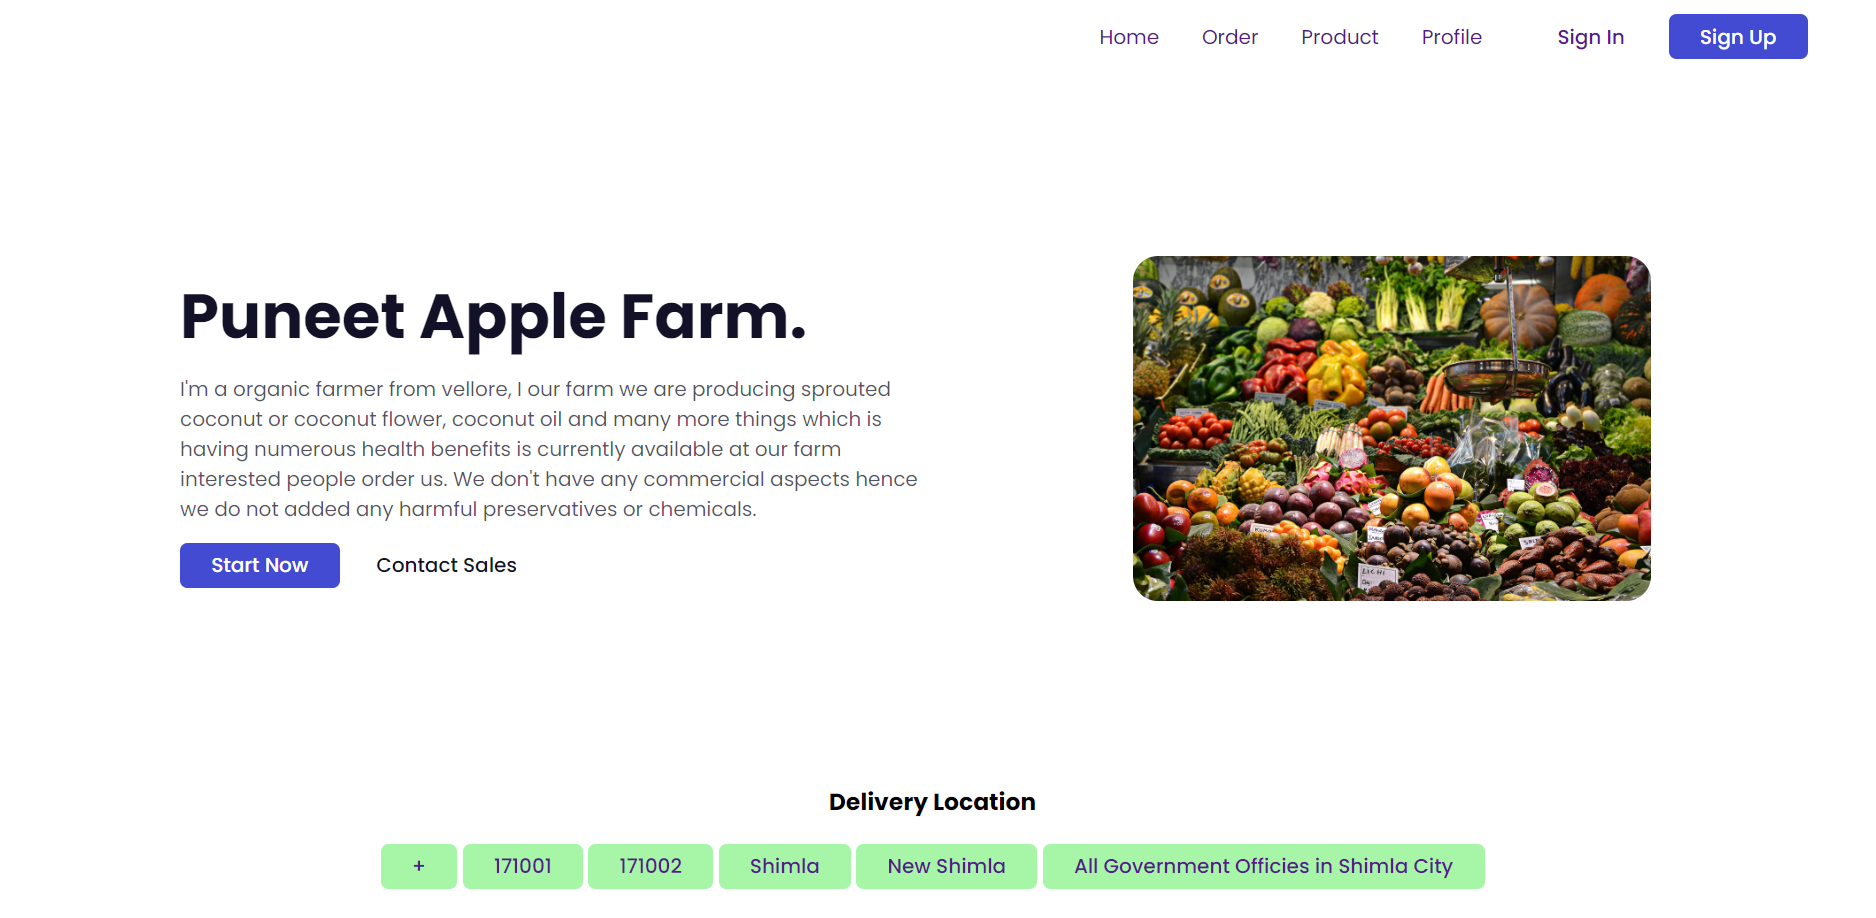 Home Order Product Profile Sign In Sign Up
Puneet Apple Farm.
I'm a organic farmer from vellore, I our farm we are producing sprouted
coconut or coconut flower, coconut oil and many more things which is
having numerous health benefits is currently available at our farm
interested people order us. We don't have any commercial aspects hence
we do not added any harmful preservatives or chemicals.
Start Now Contact Sales
LICHI
Delivery Location
+ 171001 171002 Shimla New Shimla All Government Officies in Shimla City